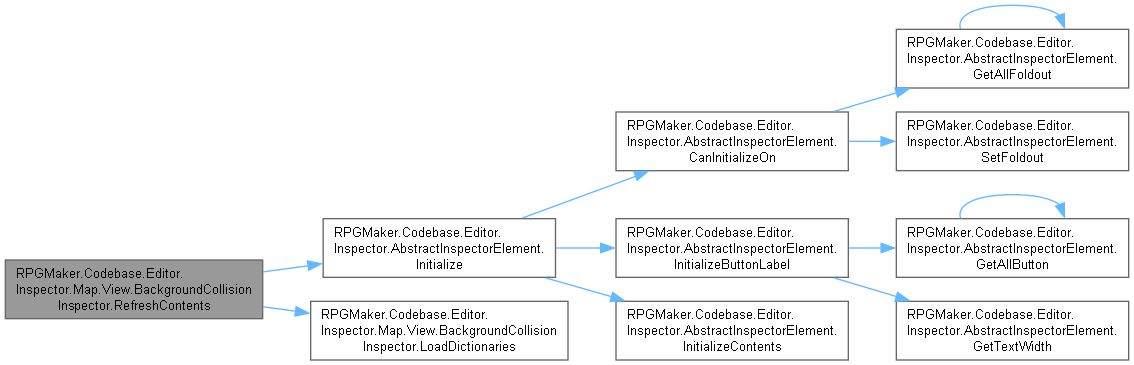 RPGMaker.Codebase.Editor.
Inspector.Map.View.BackgroundCollision
Inspector.RefreshContents
RPGMaker.Codebase.Editor.
Inspector.AbstractInspectorElement.
Initialize
RPGMaker.Codebase.Editor.
Inspector.Map.View.BackgroundCollision
Inspector.LoadDictionaries
RPGMaker.Codebase.Editor.
Inspector.AbstractInspectorElement.
CanInitializeOn
RPGMaker.Codebase.Editor.
Inspector.AbstractInspectorElement.
InitializeButtonLabel
RPGMaker.Codebase.Editor.
Inspector.AbstractInspectorElement.
InitializeContents
RPGMaker.Codebase.Editor.
Inspector.AbstractInspectorElement.
GetAllFoldout
RPGMaker.Codebase.Editor.
Inspector.AbstractInspectorElement.
SetFoldout
RPGMaker.Codebase.Editor.
Inspector.AbstractInspectorElement.
GetAllButton
RPGMaker.Codebase.Editor.
Inspector.AbstractInspectorElement.
GetTextWidth